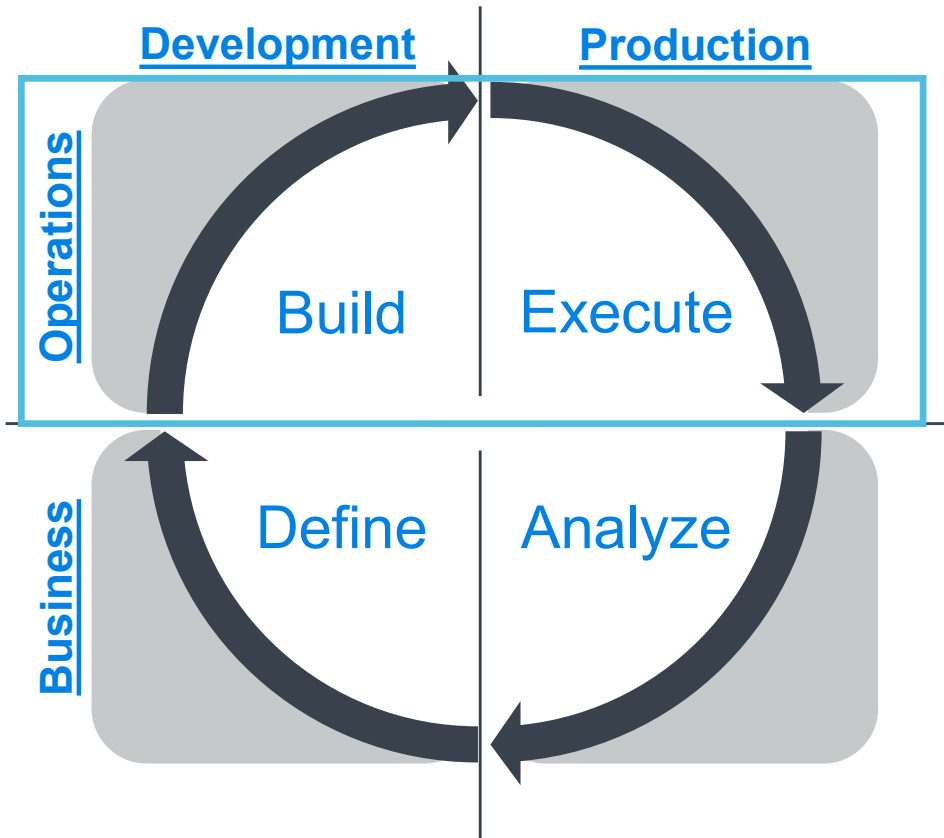 Development
Production
Operations
Build
Execute
Business
Define
Analyze